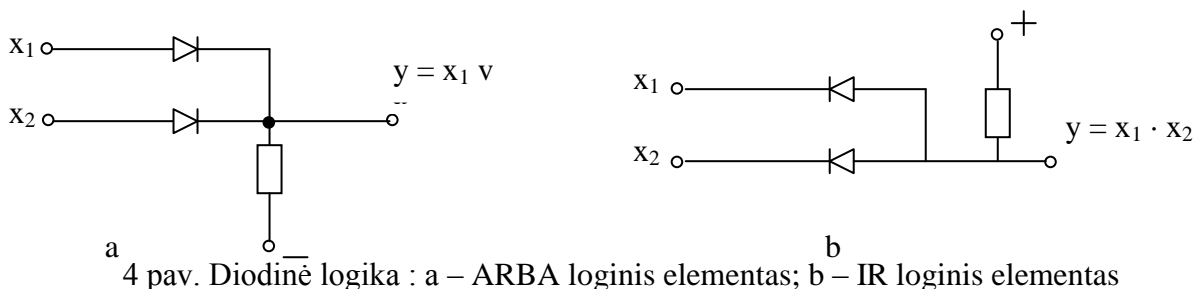 x₁
y = x₁ v
x₂
a
+
x₁
x₂
y = x₁ · x₂
b
4 pav. Diodinė logika : a – ARBA loginis elementas; b – IR loginis elementas